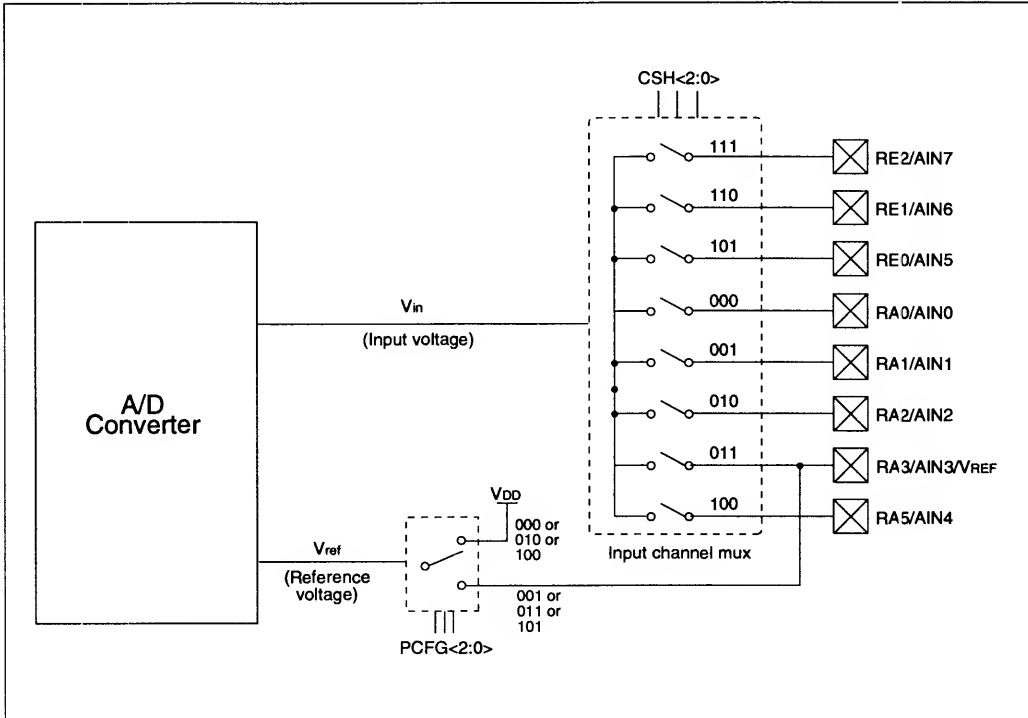 CSH<2:0>
111
RE2/AIN7
110
RE1/AIN6
101
RE0/AIN5
000
RA0/AIN0
001
RA1/AIN1
010
RA2/AIN2
011
RA3/AIN3/VREF
100
RA5/AIN4
Input channel mux
Vin
(Input voltage)
A/D
Converter
VDD
000 or
010 or
100
Vref
(Reference
voltage)
001 or
011 or
101
PCFG<2:0>